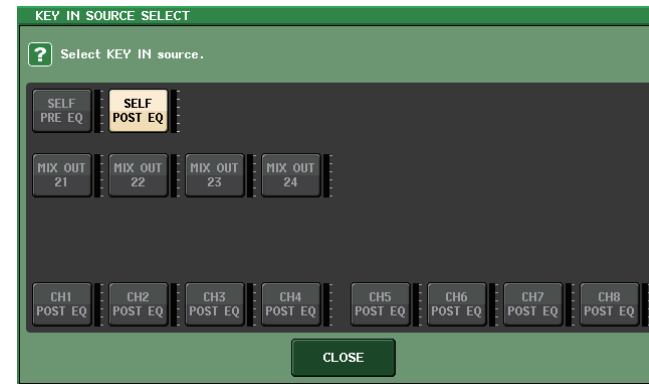 KEY IN SOURCE SELECT
? Select KEY IN source.
SELF PRE EQ
SELF POST EQ
MIX OUT 21
MIX OUT 22
MIX OUT 23
MIX OUT 24
CH1 POST EQ
CH2 POST EQ
CH3 POST EQ
CH4 POST EQ
CH5 POST EQ
CH6 POST EQ
CH7 POST EQ
CH8 POST EQ
CLOSE